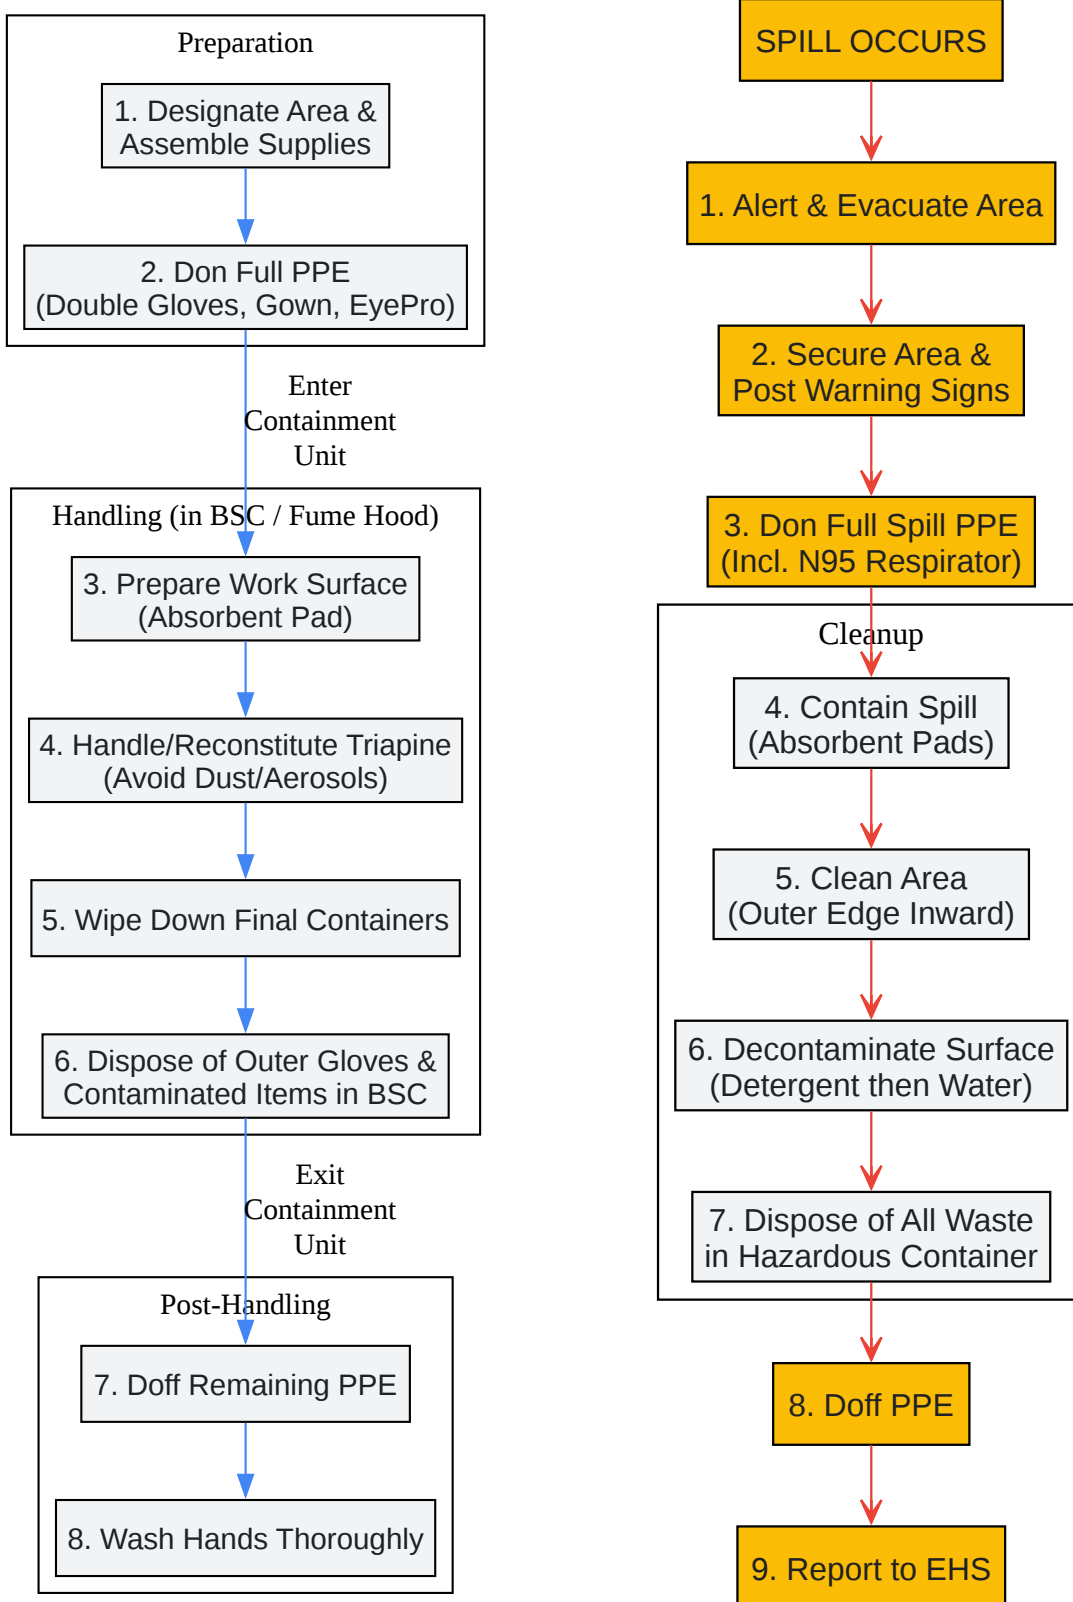 Preparation
1. Designate Area &
Assemble Supplies
2. Don Full PPE
(Double Gloves, Gown, EyePro)
Enter
Containment
Unit
Handling (in BSC / Fume Hood)
3. Prepare Work Surface
(Absorbent Pad)
4. Handle/Reconstitute Triapine
(Avoid Dust/Aerosols)
5. Wipe Down Final Containers
6. Dispose of Outer Gloves &
Contaminated Items in BSC
Exit
Containment
Unit
Post-Handling
7. Doff Remaining PPE
8. Wash Hands Thoroughly
SPILL OCCURS
1. Alert & Evacuate Area
2. Secure Area &
Post Warning Signs
3. Don Full Spill PPE
(Incl. N95 Respirator)
Cleanup
4. Contain Spill
(Absorbent Pads)
5. Clean Area
(Outer Edge Inward)
6. Decontaminate Surface
(Detergent then Water)
7. Dispose of All Waste
in Hazardous Container
8. Doff PPE
9. Report to EHS